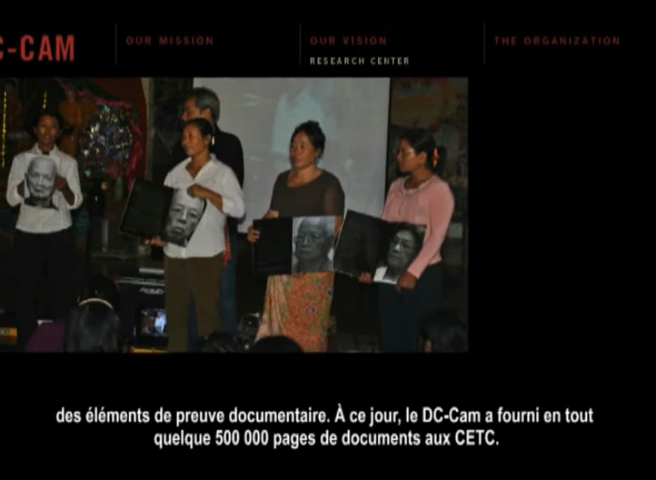 C-CAM
OUR MISSION
OUR VISION
THE ORGANIZATION
RESEARCH CENTER
des éléments de preuve documentaire. À ce jour, le DC-Cam a fourni en tout
quelque 500 000 pages de documents aux CETC.